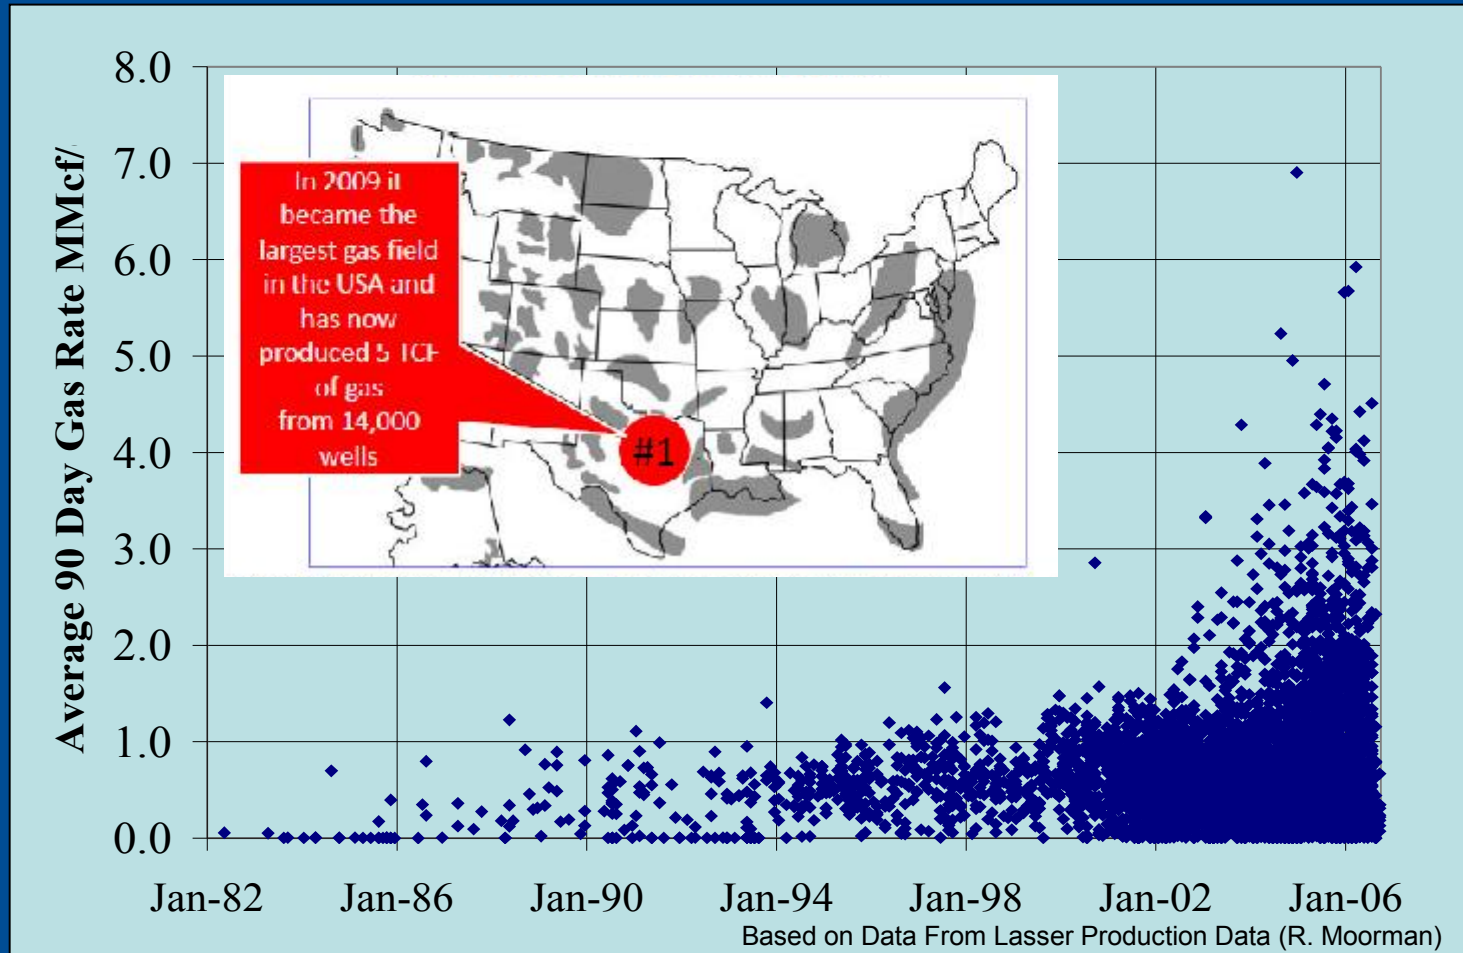 Average 90 Day Gas Rate MMcf/
8.0
7.0
6.0
5.0
4.0
3.0
2.0
1.0
0.0
In 2009 it
became the
largest gas field
in the USA and
has now
produced 5 TCF
of gas
from 14,000
wells
#1
Jan-82 Jan-86 Jan-90 Jan-94 Jan-98 Jan-02 Jan-06
Based on Data From Lasser Production Data (R. Moorman)